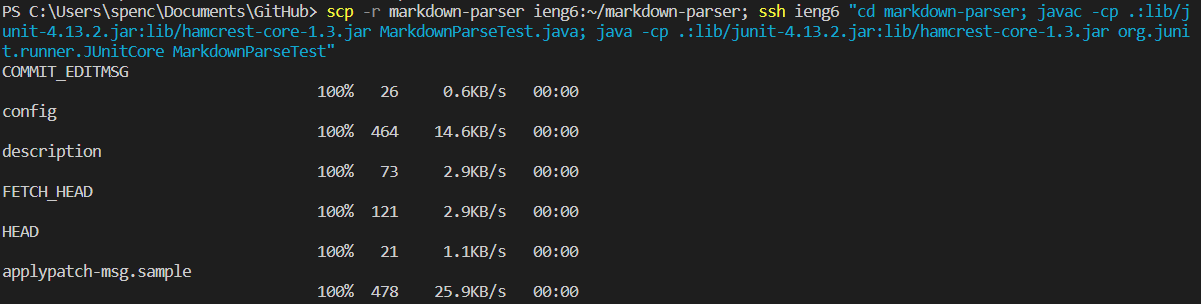 PS C:\Users\spenc\Documents\GitHub> scp -r markdown-parser ieng6:~/markdown-parser; ssh ieng6 "cd markdown-parser; javac -cp .:lib/j
unit-4.13.2.jar:lib/hamcrest-core-1.3.jar MarkdownParseTest.java; java -cp .:lib/junit-4.13.2.jar:lib/hamcrest-core-1.3.jar org.juni
t.runner.JUnitCore MarkdownParseTest"
COMMIT_EDITMSG
100% 26 0.6KB/s 00:00
config
100% 464 14.6KB/s 00:00
description
100% 73 2.9KB/s 00:00
FETCH_HEAD
100% 121 2.9KB/s 00:00
HEAD
100% 21 1.1KB/s 00:00
applypatch-msg.sample
100% 478 25.9KB/s 00:00